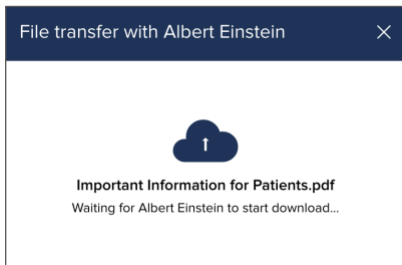 File transfer with Albert Einstein
Important Information for Patients.pdf
Waiting for Albert Einstein to start download...